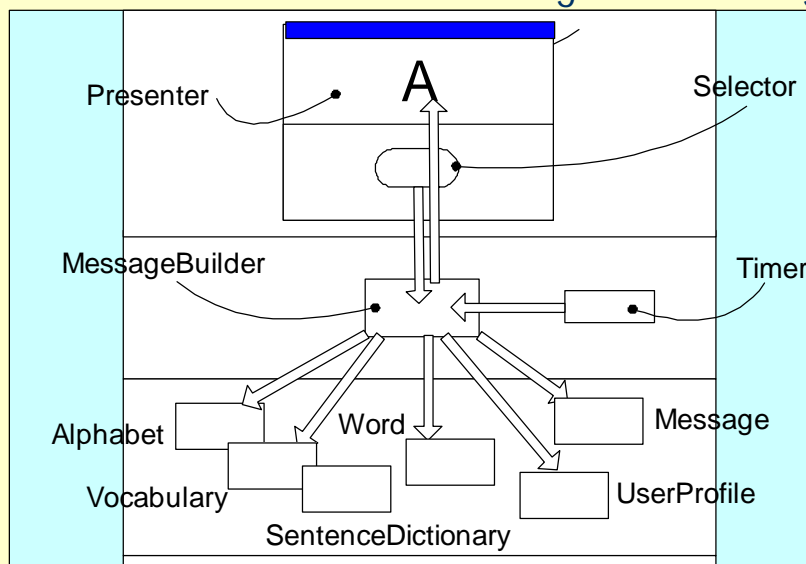 A
Presenter
Selector
MessageBuilder
Timer
Word
Message
Alphabet
Vocabulary
UserProfile
SentenceDictionary